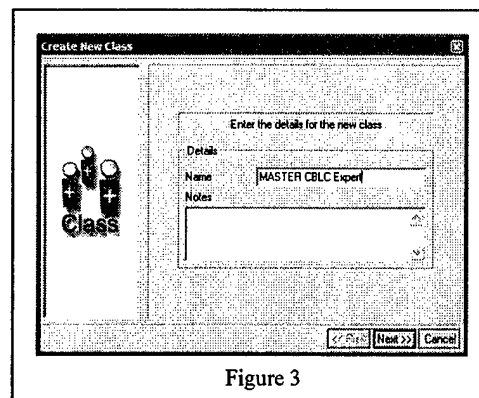 Create New Class
Enter the details for the new class
Details
Name MASTER CBLC Expert
Notes
Class
<< Back Next >> Cancel
Figure 3